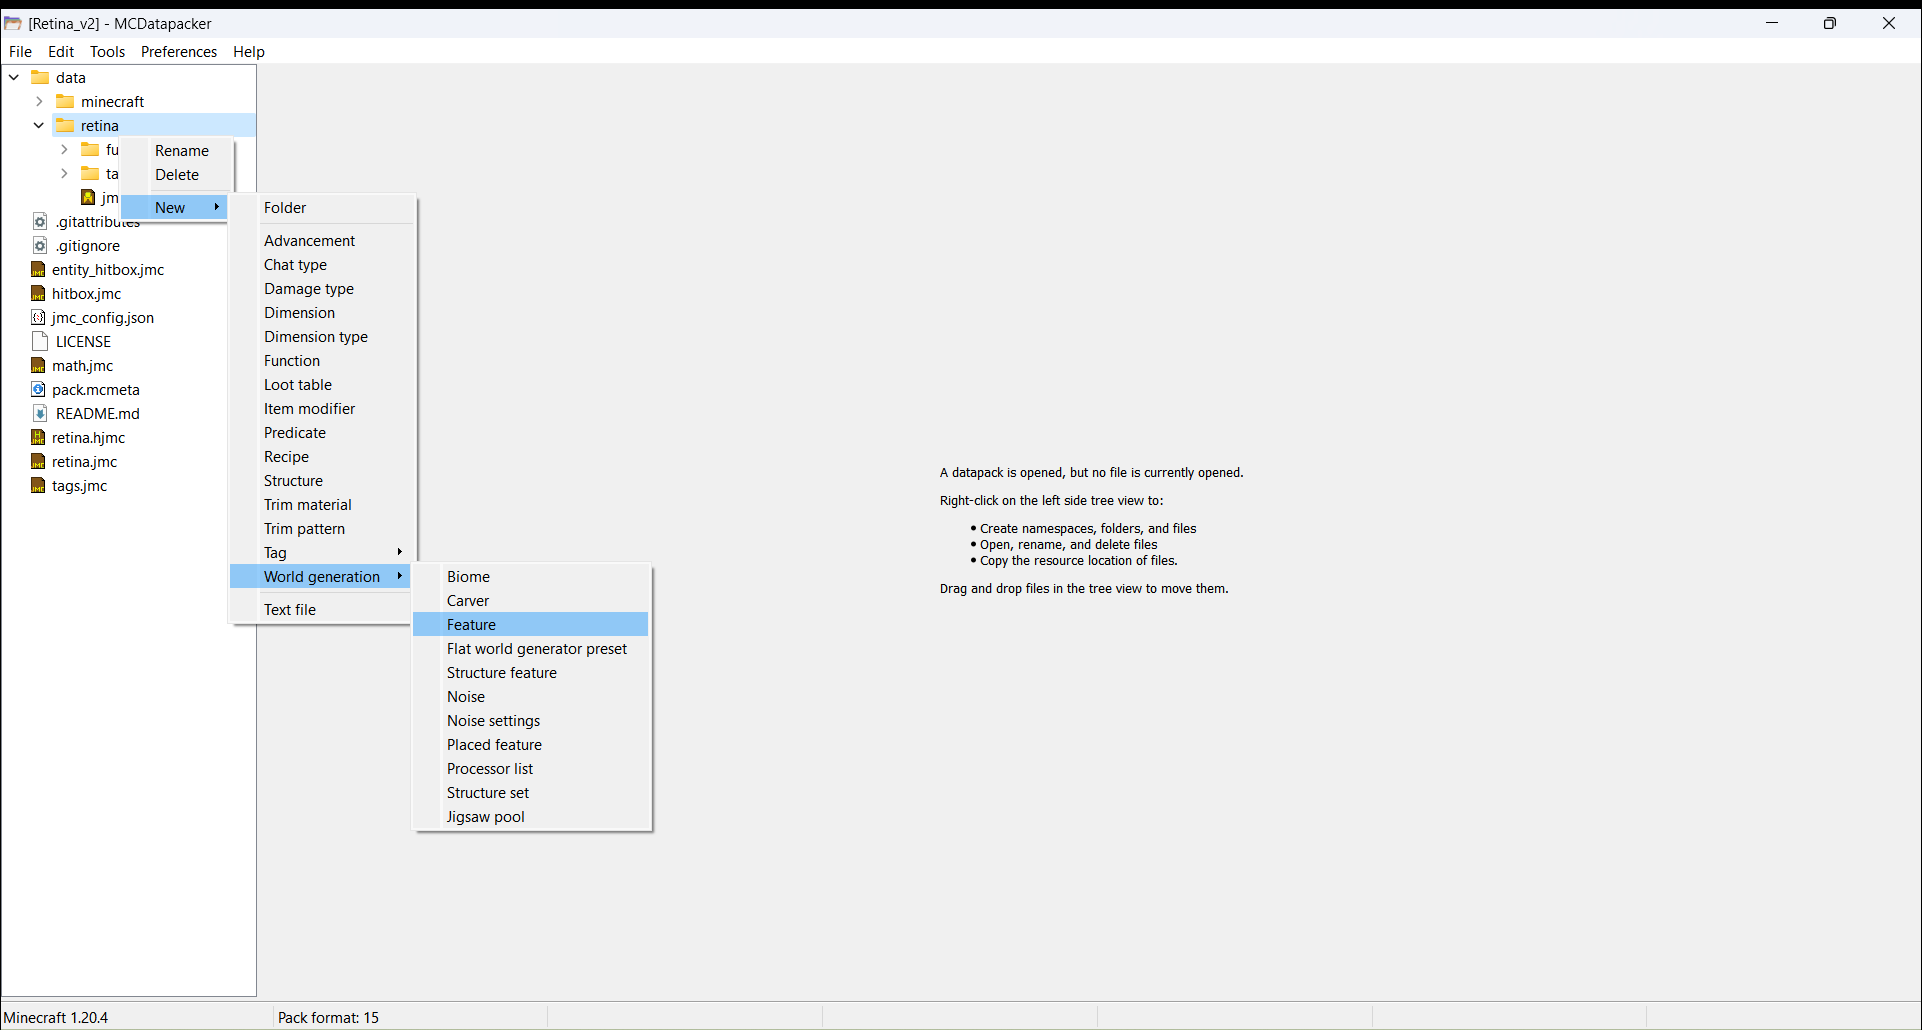 [Retina_v2] - MCDatapacker
File Edit Tools Preferences Help
data
minecraft
retina
fu
ta
jm
.gitattributes
.gitignore
entity_hitbox.jmc
hitbox.jmc
jmc_config.json
LICENSE
math.jmc
pack.mcmeta
README.md
retina.hjmc
retina.jmc
tags.jmc
Rename
Delete
New
Folder
Advancement
Chat type
Damage type
Dimension
Dimension type
Function
Loot table
Item modifier
Predicate
Recipe
Structure
Trim material
Trim pattern
Tag
World generation
Text file
Biome
Carver
Feature
Flat world generator preset
Structure feature
Noise
Noise settings
Placed feature
Processor list
Structure set
Jigsaw pool
A datapack is opened, but no file is currently opened.
Right-click on the left side tree view to:
• Create namespaces, folders, and files
• Open, rename, and delete files
• Copy the resource location of files.
Drag and drop files in the tree view to move them.
Minecraft 1.20.4 Pack format: 15